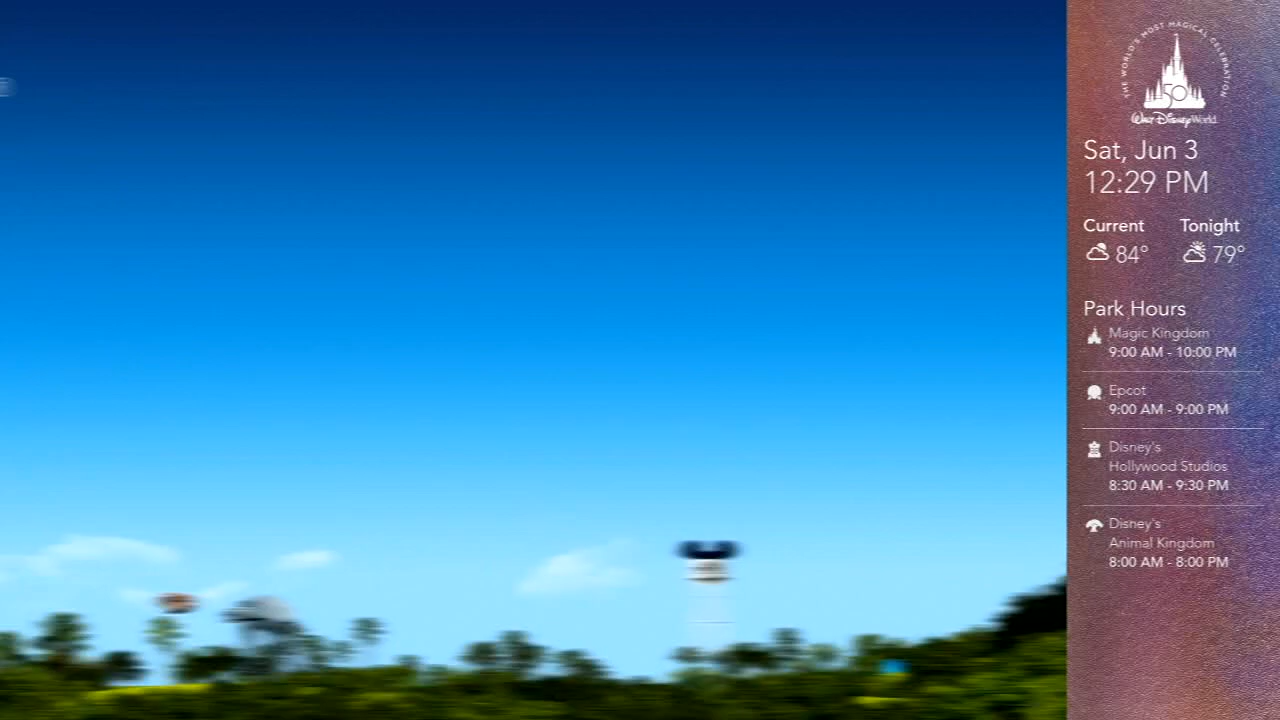 THE WORLD'S MOST MAGICAL CELEBRATION
50
Walt Disney World
Sat, Jun 3
12:29 PM
Current Tonight
84° 79°
Park Hours
Magic Kingdom
9:00 AM - 10:00 PM
Epcot
9:00 AM - 9:00 PM
Disney's
Hollywood Studios
8:30 AM - 9:30 PM
Disney's
Animal Kingdom
8:00 AM - 8:00 PM